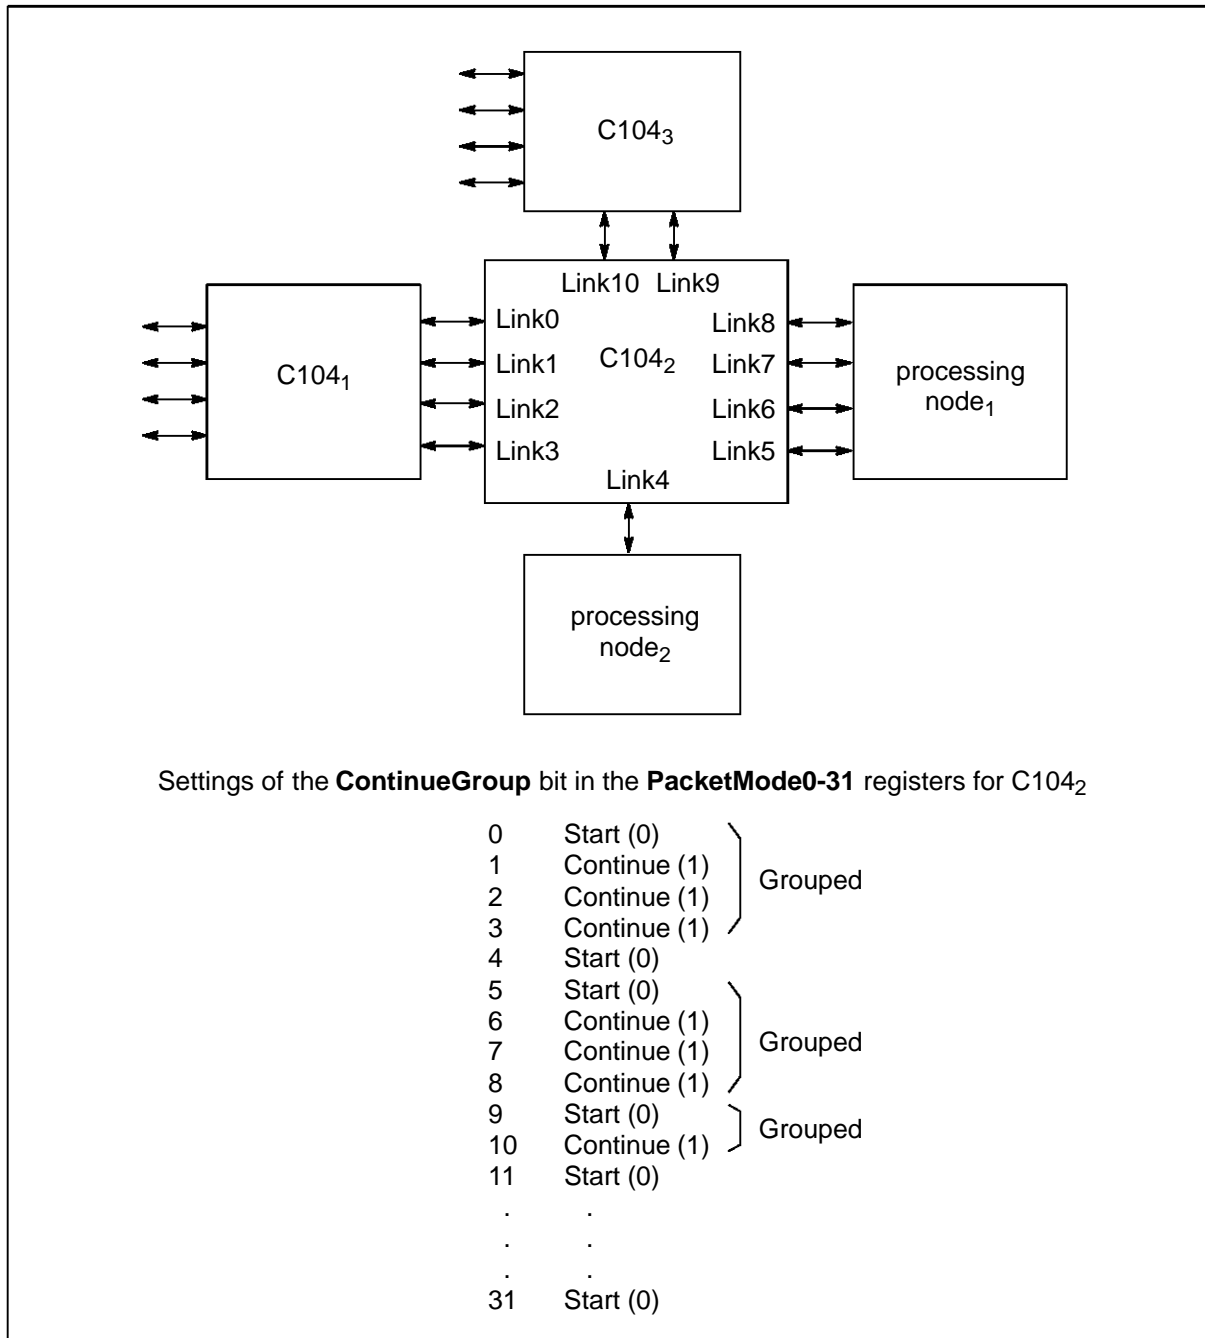 C104₃
Link10 Link9
Link0 Link8
C104₁ Link1 C104₂ Link7 processing
node₁
Link2 Link6
Link3 Link5
Link4
processing
node₂
Settings of the ContinueGroup bit in the PacketMode0-31 registers for C104₂
0 Start (0)
1 Continue (1)
Grouped
2 Continue (1)
3 Continue (1)
4 Start (0)
5 Start (0)
6 Continue (1)
Grouped
7 Continue (1)
8 Continue (1)
9 Start (0)
Grouped
10 Continue (1)
11 Start (0)
. .
. .
. .
31 Start (0)